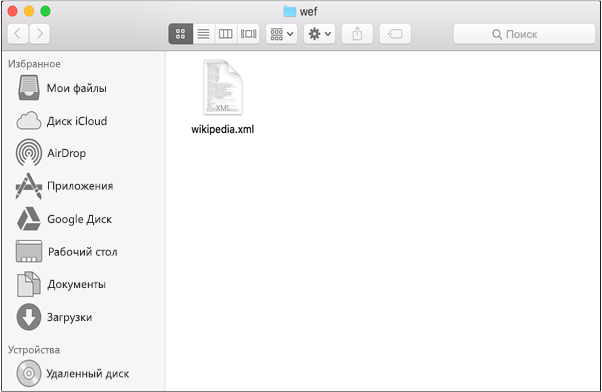 wef
Поиск
Избранное
Мои файлы
Диск iCloud
AirDrop
Приложения
Google Диск
Рабочий стол
Документы
Загрузки
Устройства
Удаленный диск
XML
wikipedia.xml